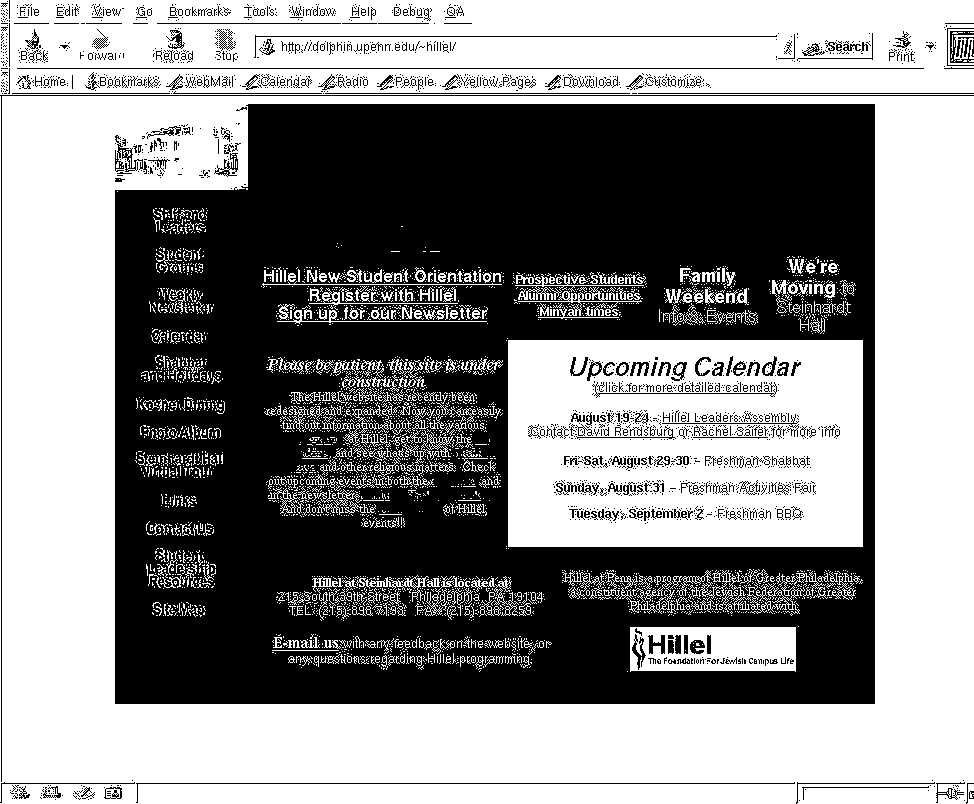 File Edit View Go Bookmarks Tools Window Help Debug QA
Back Forward Reload Stop http://dolphin.upenn.edu/~hillel/ Search Print
Home Bookmarks WebMail Calendar Radio People Yellow Pages Download Customize...
Staff and
Leaders
Student
Groups
Weekly
Newsletter
Calendar
Shabbat
and Holidays
Kosher Dining
Photo Album
Steinhardt Hall
Virtual Tour
Links
Contact Us
Student
Leadership
Resources
Site Map
Hillel New Student Orientation
Register with Hillel
Sign up for our Newsletter
Prospective Students
Alumni Opportunities
Minyan times
Family
Weekend
Info & Events
We're
Moving to
Steinhardt
Hall
Please be patient, this site is under
construction
The Hillel website has recently been
redesigned and expanded. Now you can easily
find out information about all the various
at Hillel, get to know the
and see what's up with
and other religious matters. Check
out upcoming events in both the and
in the newsletter.
And don't miss the of Hillel
events!!
Upcoming Calendar
(click for more detailed calendar)
August 19-24 - Hillel Leaders Assembly
Contact David Rendsburg or Rachel Saifer for more info
Fri-Sat, August 29-30 - Freshman Shabbat
Sunday, August 31 - Freshman Activities Fair
Tuesday, September 2 - Freshman BBQ
Hillel at Steinhardt Hall is located at
215 South 39th street, Philadelphia, PA 19104
TEL: (215) 898 FAX: (215) 898
E-mail us with any feedback on the website, or
any questions regarding Hillel programming.
Hillel at Penn is a program of Hillel of Greater Philadelphia,
a constituent agency of the Jewish Federation of Greater
Philadelphia and is affiliated with
Hillel
The Foundation For Jewish Campus Life